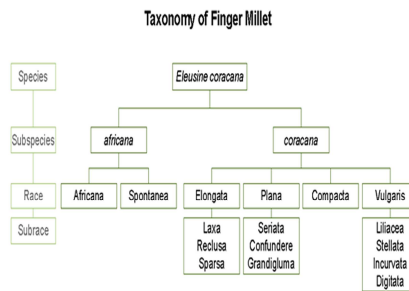 Taxonomy of Finger Millet
Species
Eleusine coracana
Subspecies
africana
coracana
Race
Africana
Spontanea
Elongata
Plana
Compacta
Vulgaris
Subrace
Laxa
Reclusa
Sparsa
Seriata
Confundere
Grandigluma
Liliacea
Stellata
Incurvata
Digitata